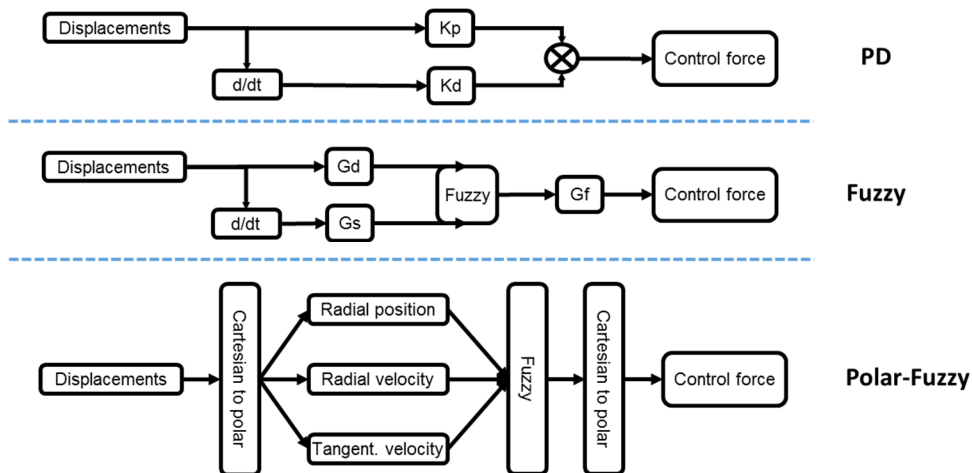 Displacements
Kp
d/dt
Kd
Control force
PD
Displacements
Gd
d/dt
Gs
Fuzzy
Gf
Control force
Fuzzy
Displacements
Cartesian to polar
Radial position
Radial velocity
Tangent. velocity
Fuzzy
Cartesian to polar
Control force
Polar-Fuzzy